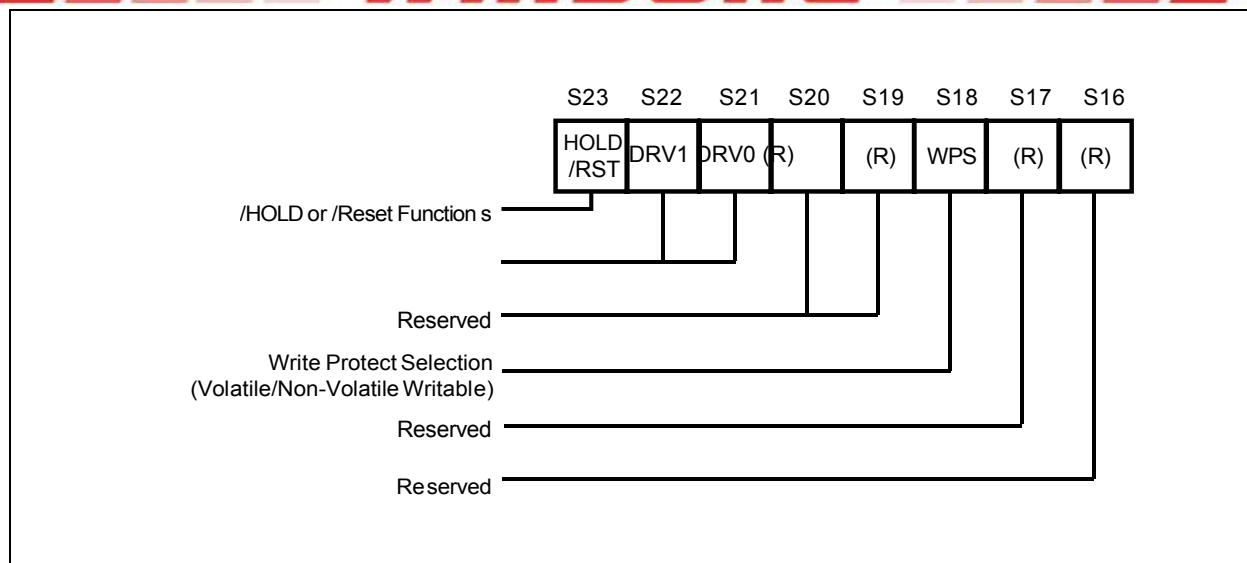 S23 S22 S21 S20 S19 S18 S17 S16
HOLD
/RST
DRV1 DRV0 (R) (R) WPS (R) (R)
/HOLD or /Reset Function s
Reserved
Write Protect Selection
(Volatile/Non-Volatile Writable)
Reserved
Reserved